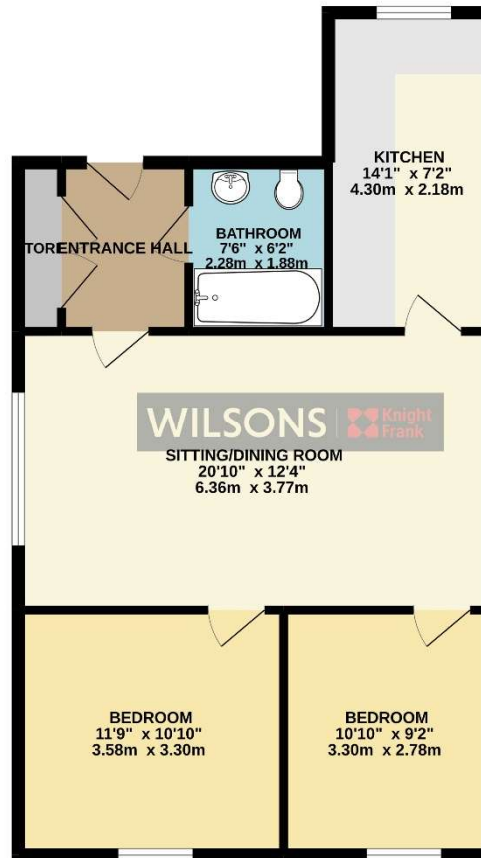 KITCHEN
14'1" x 7'2"
4.30m x 2.18m
TORE
ENTRANCE HALL
BATHROOM
7'6" x 6'2"
2.28m x 1.88m
WILSONS
Knight
Frank
SITTING/DINING ROOM
20'10" x 12'4"
6.36m x 3.77m
BEDROOM
11'9" x 10'10"
3.58m x 3.30m
BEDROOM
10'10" x 9'2"
3.30m x 2.78m